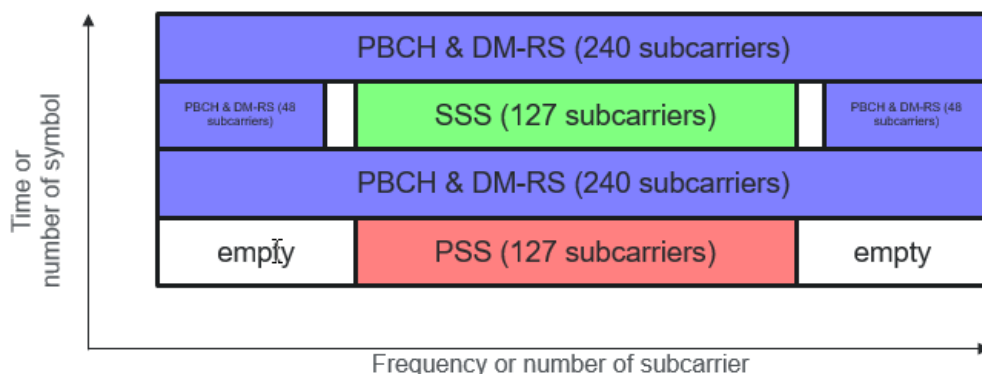 PBCH & DM-RS (240 subcarriers)
PBCH & DM-RS (48
subcarriers)
SSS (127 subcarriers)
PBCH & DM-RS (48
subcarriers)
PBCH & DM-RS (240 subcarriers)
empty
PSS (127 subcarriers)
empty
Time or
number of symbol
Frequency or number of subcarrier